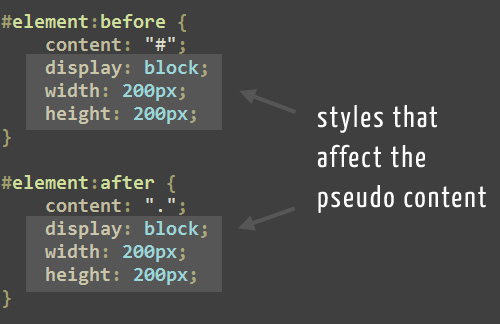 #element:before {
    content: "#";
    display: block;
    width: 200px;
    height: 200px;
}
#element:after {
    content: ".";
    display: block;
    width: 200px;
    height: 200px;
}
styles that
affect the
pseudo content